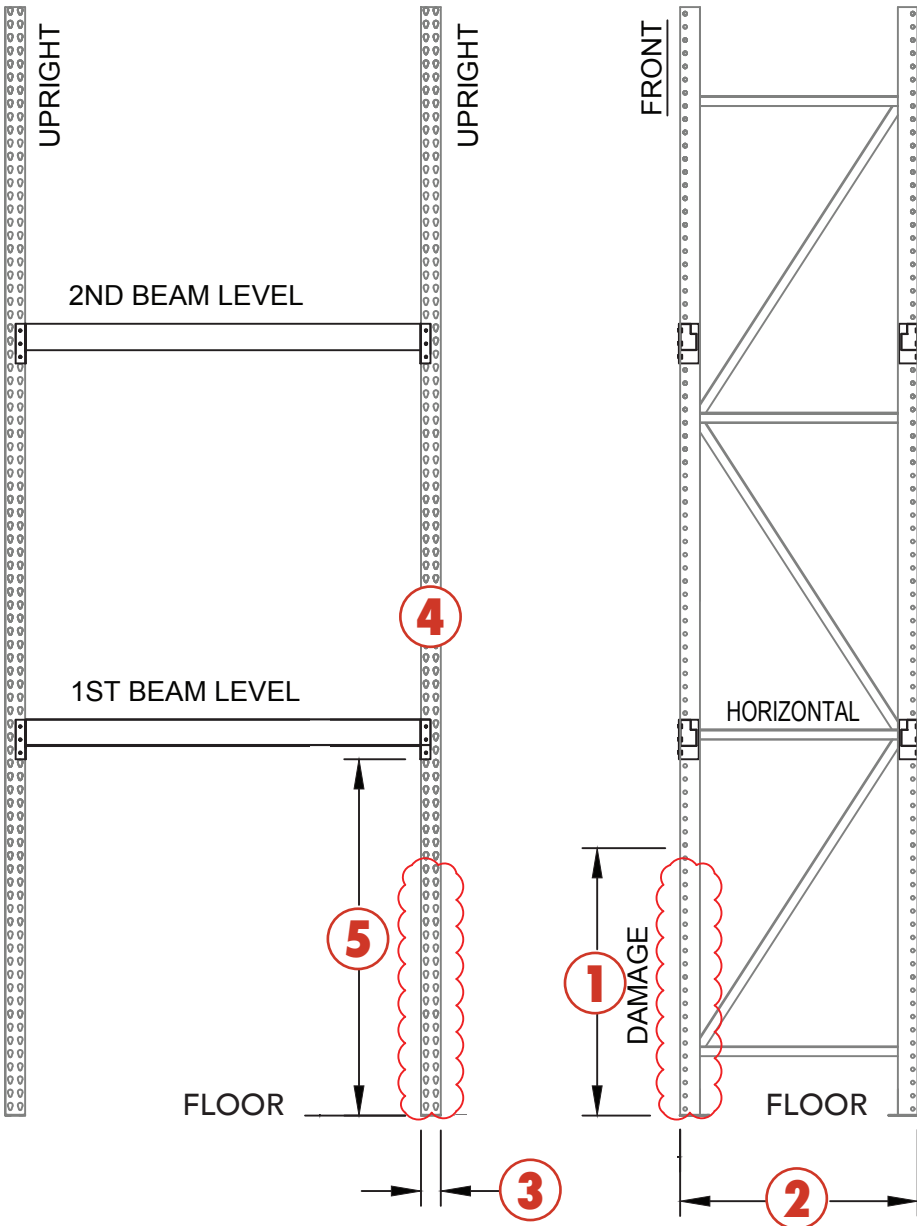 UPRIGHT
UPRIGHT
FRONT
2ND BEAM LEVEL
4
1ST BEAM LEVEL
HORIZONTAL
5
1
DAMAGE
FLOOR
FLOOR
3
2